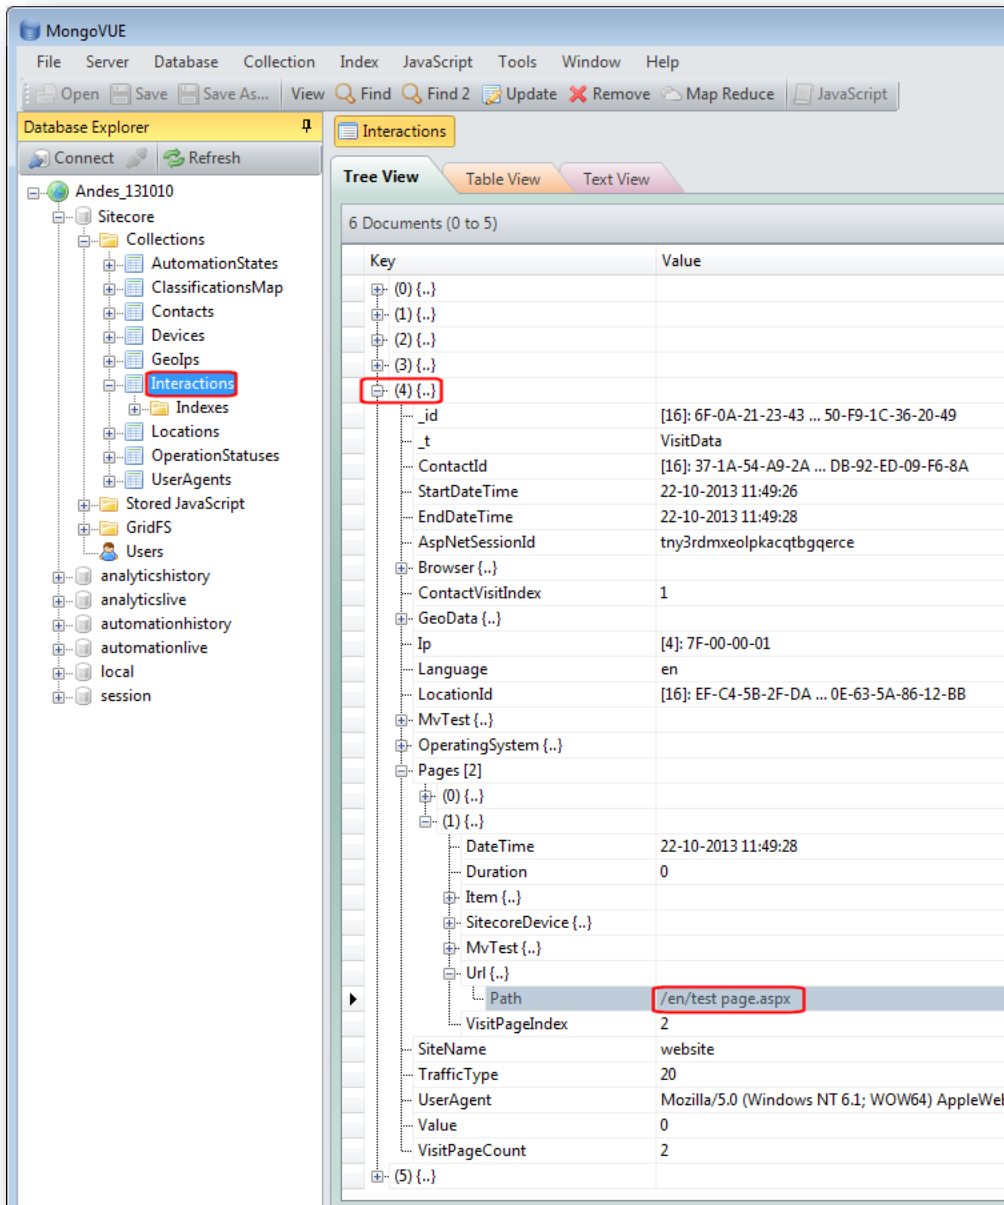 MongoVUE
File Server Database Collection Index JavaScript Tools Window Help
Open Save Save As... View Find Find 2 Update Remove Map Reduce JavaScript
Database Explorer
Connect Refresh
Andes_131010
Sitecore
Collections
AutomationStates
ClassificationsMap
Contacts
Devices
GeoIps
Interactions
Indexes
Locations
OperationStatuses
UserAgents
Stored JavaScript
GridFS
Users
analyticshistory
analyticslive
automationhistory
automationlive
local
session
Interactions
Tree View Table View Text View
6 Documents (0 to 5)
Key Value
(0) {..}
(1) {..}
(2) {..}
(3) {..}
(4) {..}
_id [16]: 6F-0A-21-23-43 ... 50-F9-1C-36-20-49
_t VisitData
ContactId [16]: 37-1A-54-A9-2A ... DB-92-ED-09-F6-8A
StartDateTime 22-10-2013 11:49:26
EndDateTime 22-10-2013 11:49:28
AspNetSessionId tny3rdmxeolpkacqtbgqerce
Browser {..}
ContactVisitIndex 1
GeoData {..}
Ip [4]: 7F-00-00-01
Language en
LocationId [16]: EF-C4-5B-2F-DA ... 0E-63-5A-86-12-BB
MvTest {..}
OperatingSystem {..}
Pages [2]
(0) {..}
(1) {..}
DateTime 22-10-2013 11:49:28
Duration 0
Item {..}
SitecoreDevice {..}
MvTest {..}
Url {..}
Path /en/test page.aspx
VisitPageIndex 2
SiteName website
TrafficType 20
UserAgent Mozilla/5.0 (Windows NT 6.1; WOW64) AppleWeb
Value 0
VisitPageCount 2
(5) {..}